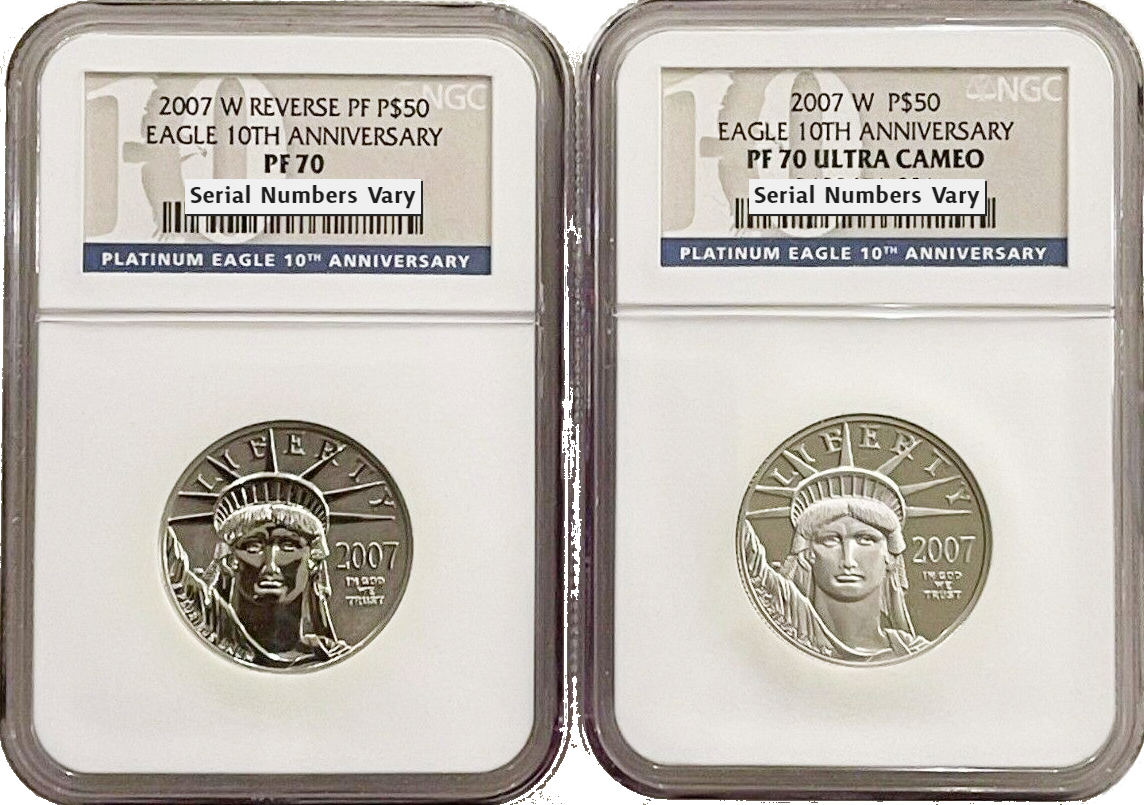 NGC
2007 W REVERSE PF P$50
EAGLE 10TH ANNIVERSARY
PF 70
Serial Numbers Vary
PLATINUM EAGLE 10TH ANNIVERSARY
LIBERTY
2007
IN GOD
WE
TRUST
E PLURIBUS UNUM
NGC
2007 W P$50
EAGLE 10TH ANNIVERSARY
PF 70 ULTRA CAMEO
Serial Numbers Vary
PLATINUM EAGLE 10TH ANNIVERSARY
LIBERTY
2007
IN GOD
WE
TRUST